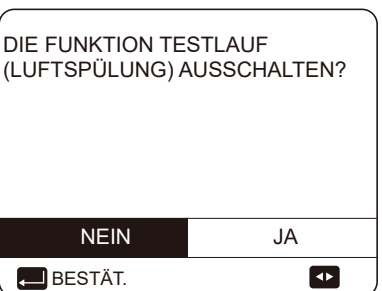 DIE FUNKTION TESTLAUF
(LUFTSPÜLUNG) AUSSCHALTEN?
NEIN JA
BESTÄT.